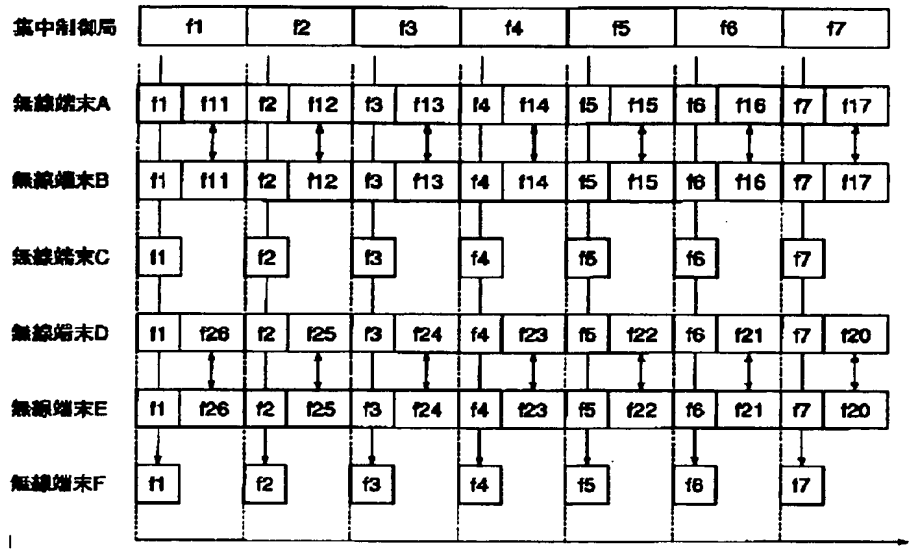 集中制御局 f1 f2 f3 f4 f5 f6 f7
無線端末A f1 f11 f2 f12 f3 f13 f4 f14 f5 f15 f6 f16 f7 f17
無線端末B f1 f11 f2 f12 f3 f13 f4 f14 f5 f15 f6 f16 f7 f17
無線端末C f1 f2 f3 f4 f5 f6 f7
無線端末D f1 f26 f2 f25 f3 f24 f4 f23 f5 f22 f6 f21 f7 f20
無線端末E f1 f26 f2 f25 f3 f24 f4 f23 f5 f22 f6 f21 f7 f20
無線端末F f1 f2 f3 f4 f5 f6 f7